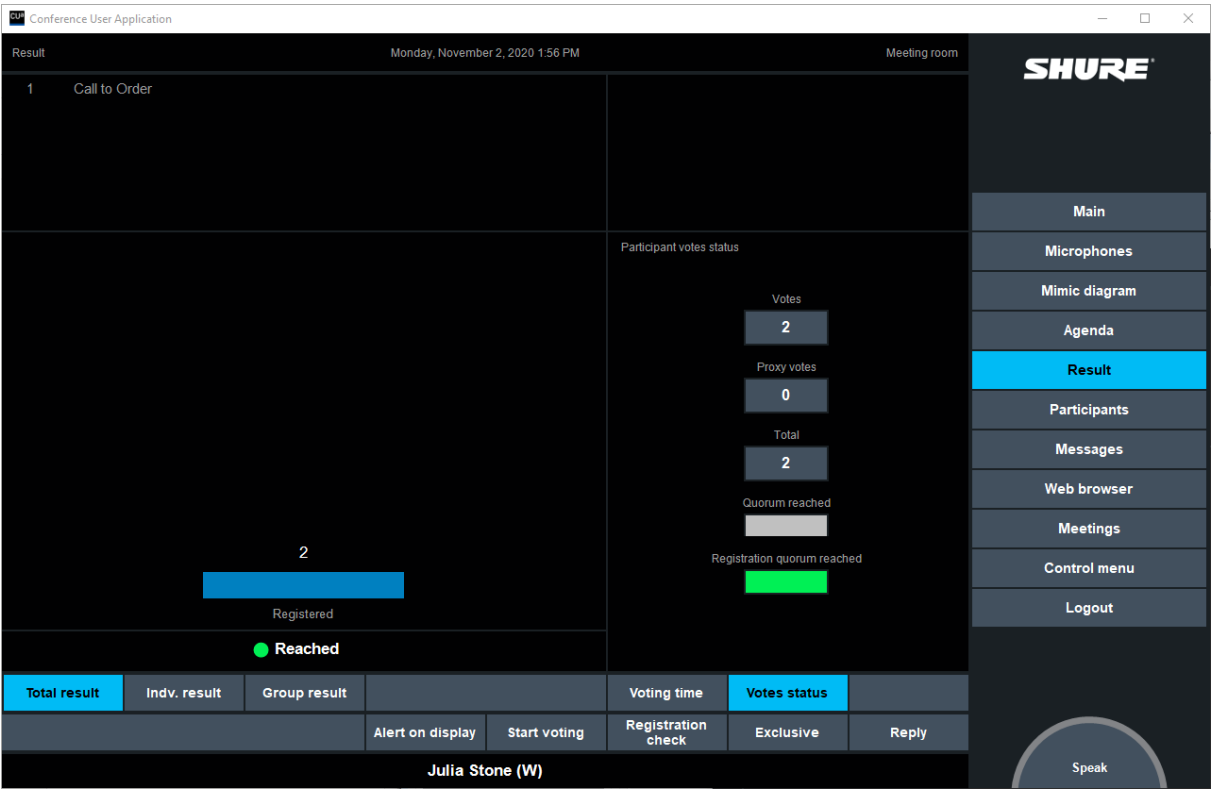 CU Conference User Application
Result Monday, November 2, 2020 1:56 PM Meeting room
SHURE
1 Call to Order
Main
Microphones
Mimic diagram
Agenda
Result
Participants
Messages
Web browser
Meetings
Control menu
Logout
Participant votes status
Votes
2
Proxy votes
0
Total
2
Quorum reached
Registration quorum reached
2
Registered
Reached
Total result Indv. result Group result Voting time Votes status
Alert on display Start voting Registration check Exclusive Reply
Julia Stone (W)
Speak